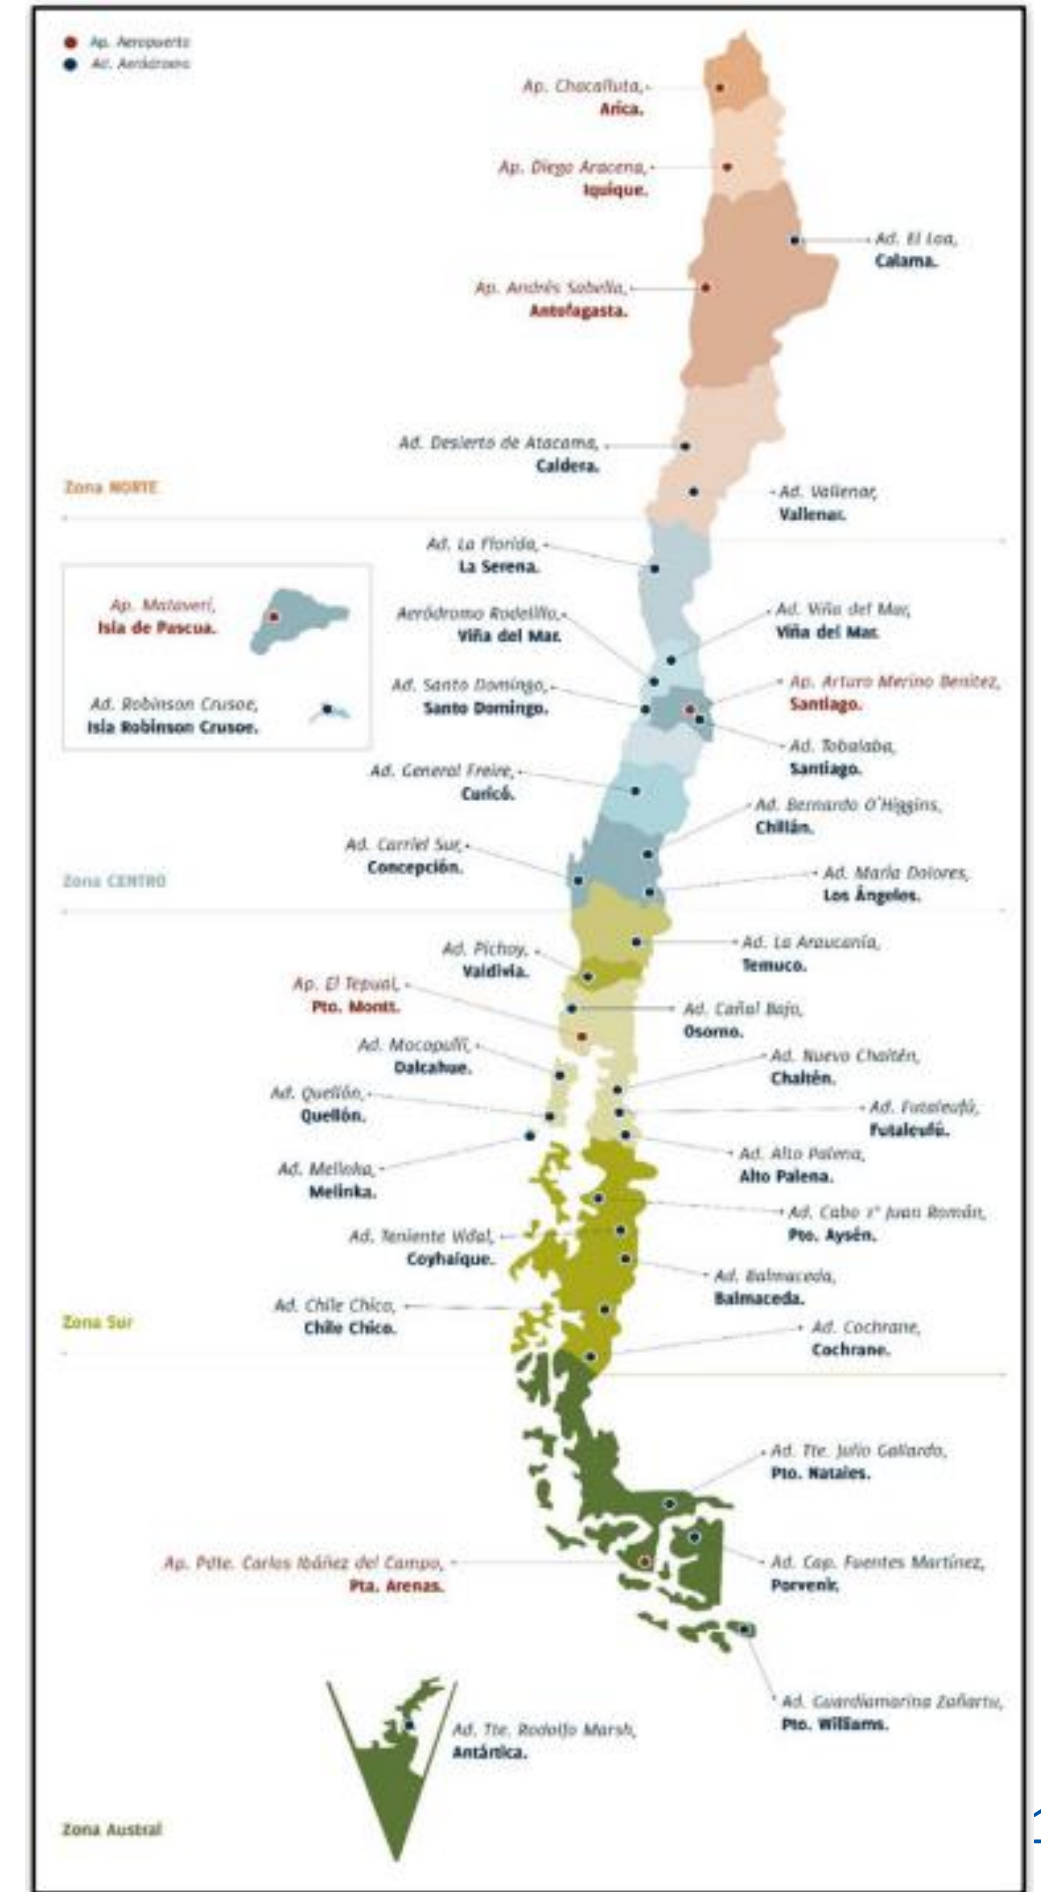 Ap. Aeropuerto
Ad. Aeródromo
Ap. Chacalluta,
Arica.
Ap. Diego Aracena,
Iquique.
Ad. El Loa,
Calama.
Ap. Andrés Sabella,
Antofagasta.
Ad. Desierto de Atacama,
Caldera.
Zona NORTE
Ad. Vallenar,
Vallenar.
Ad. La Florida,
La Serena.
Ap. Mataverí,
Isla de Pascua.
Ad. Robinson Crusoe,
Isla Robinson Crusoe.
Aeródromo Rodelillo,
Viña del Mar.
Ad. Viña del Mar,
Viña del Mar.
Ad. Santo Domingo,
Santo Domingo.
Ap. Arturo Merino Benítez,
Santiago.
Ad. Tobalaba,
Santiago.
Ad. General Freire,
Curicó.
Ad. Bernardo O'Higgins,
Chillán.
Ad. Carriel Sur,
Concepción.
Ad. María Dolores,
Los Ángeles.
Zona CENTRO
Ad. La Araucanía,
Temuco.
Ad. Pichoy,
Valdivia.
Ap. El Tepual,
Pto. Montt.
Ad. Cañal Bajo,
Osorno.
Ad. Mocopulli,
Dalcahue.
Ad. Nuevo Chaitén,
Chaitén.
Ad. Quellón,
Quellón.
Ad. Futaleufú,
Futaleufú.
Ad. Melinka,
Melinka.
Ad. Alto Palena,
Alto Palena.
Ad. Cabo 1° Juan Román,
Pto. Aysén.
Ad. Teniente Vidal,
Coyhaique.
Ad. Balmaceda,
Balmaceda.
Ad. Chile Chico,
Chile Chico.
Zona Sur
Ad. Cochrane,
Cochrane.
Ad. Tte. Julio Gallardo,
Pto. Natales.
Ap. Pdte. Carlos Ibáñez del Campo,
Pta. Arenas.
Ad. Cap. Fuentes Martínez,
Porvenir.
Ad. Guardiamarina Zañartu,
Pto. Williams.
Ad. Tte. Rodolfo Marsh,
Antártica.
Zona Austral
1